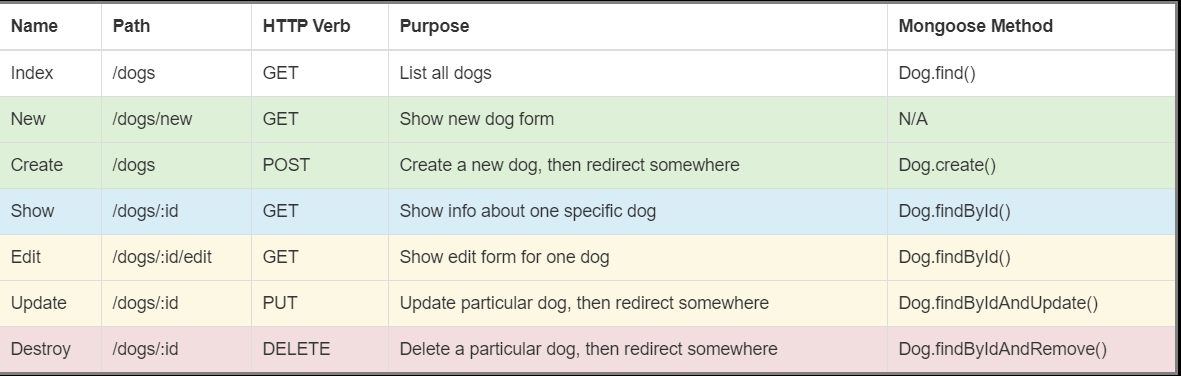 Name Path HTTP Verb Purpose Mongoose Method
Index /dogs GET List all dogs Dog.find()
New /dogs/new GET Show new dog form N/A
Create /dogs POST Create a new dog, then redirect somewhere Dog.create()
Show /dogs/:id GET Show info about one specific dog Dog.findById()
Edit /dogs/:id/edit GET Show edit form for one dog Dog.findById()
Update /dogs/:id PUT Update particular dog, then redirect somewhere Dog.findByIdAndUpdate()
Destroy /dogs/:id DELETE Delete a particular dog, then redirect somewhere Dog.findByIdAndRemove()